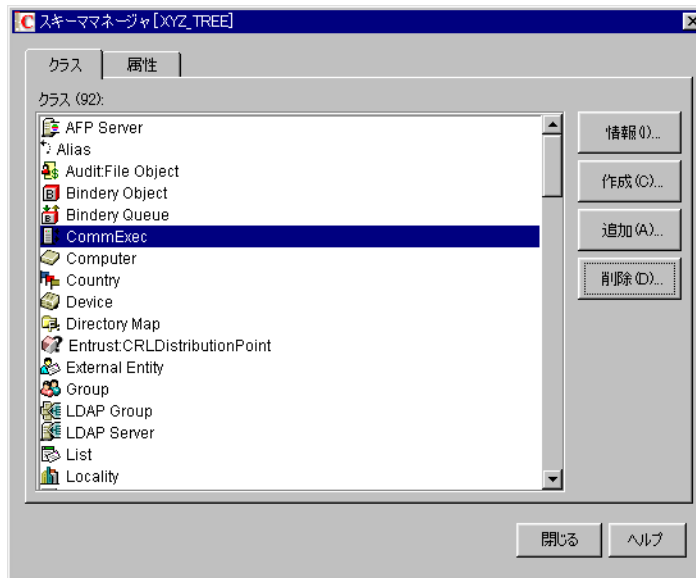 スキーママネージャ[XYZ_TREE]
クラス
属性
クラス (92):
AFP Server
Alias
Audit:File Object
Bindery Object
Bindery Queue
CommExec
Computer
Country
Device
Directory Map
Entrust:CRLDistributionPoint
External Entity
Group
LDAP Group
LDAP Server
List
Locality
情報(I)...
作成(C)...
追加(A)...
削除(D)...
閉じる
ヘルプ